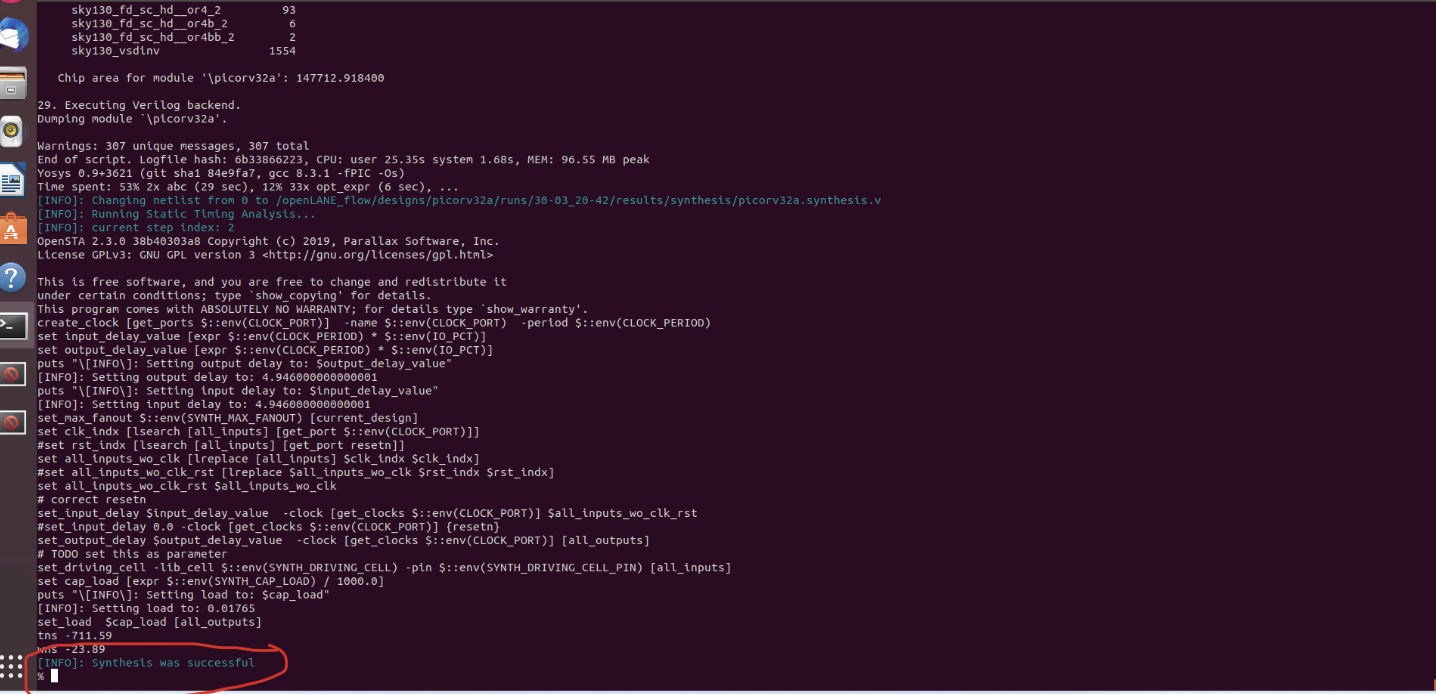 sky130_fd_sc_hd__or4_2 93
sky130_fd_sc_hd__or4b_2 6
sky130_fd_sc_hd__or4bb_2 2
sky130_vsdinv 1554
Chip area for module '\picorv32a': 147712.918400
29. Executing Verilog backend.
Dumping module `\picorv32a'.
Warnings: 307 unique messages, 307 total
End of script. Logfile hash: 6b33866223, CPU: user 25.35s system 1.68s, MEM: 96.55 MB peak
Yosys 0.9+3621 (git sha1 84e9fa7, gcc 8.3.1 -fPIC -Os)
Time spent: 53% 2x abc (29 sec), 12% 33x opt_expr (6 sec), ...
[INFO]: Changing netlist from 0 to /openLANE_flow/designs/picorv32a/runs/30-03_20-42/results/synthesis/picorv32a.synthesis.v
[INFO]: Running Static Timing Analysis...
[INFO]: current step index: 2
OpenSTA 2.3.0 38b40303a8 Copyright (c) 2019, Parallax Software, Inc.
License GPLv3: GNU GPL version 3 <http://gnu.org/licenses/gpl.html>
This is free software, and you are free to change and redistribute it
under certain conditions; type `show_copying' for details.
This program comes with ABSOLUTELY NO WARRANTY; for details type `show_warranty'.
create_clock [get_ports $::env(CLOCK_PORT)]  -name $::env(CLOCK_PORT)  -period $::env(CLOCK_PERIOD)
set input_delay_value [expr $::env(CLOCK_PERIOD) * $::env(IO_PCT)]
set output_delay_value [expr $::env(CLOCK_PERIOD) * $::env(IO_PCT)]
puts "\[INFO\]: Setting output delay to: $output_delay_value"
[INFO]: Setting output delay to: 4.946000000000001
puts "\[INFO\]: Setting input delay to: $input_delay_value"
[INFO]: Setting input delay to: 4.946000000000001
set_max_fanout $::env(SYNTH_MAX_FANOUT) [current_design]
set clk_indx [lsearch [all_inputs] [get_port $::env(CLOCK_PORT)]]
#set rst_indx [lsearch [all_inputs] [get_port resetn]]
set all_inputs_wo_clk [lreplace [all_inputs] $clk_indx $clk_indx]
#set all_inputs_wo_clk_rst [lreplace $all_inputs_wo_clk $rst_indx $rst_indx]
set all_inputs_wo_clk_rst $all_inputs_wo_clk
# correct resetn
set_input_delay $input_delay_value  -clock [get_clocks $::env(CLOCK_PORT)] $all_inputs_wo_clk_rst
#set_input_delay 0.0 -clock [get_clocks $::env(CLOCK_PORT)] {resetn}
set_output_delay $output_delay_value  -clock [get_clocks $::env(CLOCK_PORT)] [all_outputs]
# TODO set this as parameter
set_driving_cell -lib_cell $::env(SYNTH_DRIVING_CELL) -pin $::env(SYNTH_DRIVING_CELL_PIN) [all_inputs]
set cap_load [expr $::env(SYNTH_CAP_LOAD) / 1000.0]
puts "\[INFO\]: Setting load to: $cap_load"
[INFO]: Setting load to: 0.01765
set_load  $cap_load [all_outputs]
tns -711.59
wns -23.89
[INFO]: Synthesis was successful
%